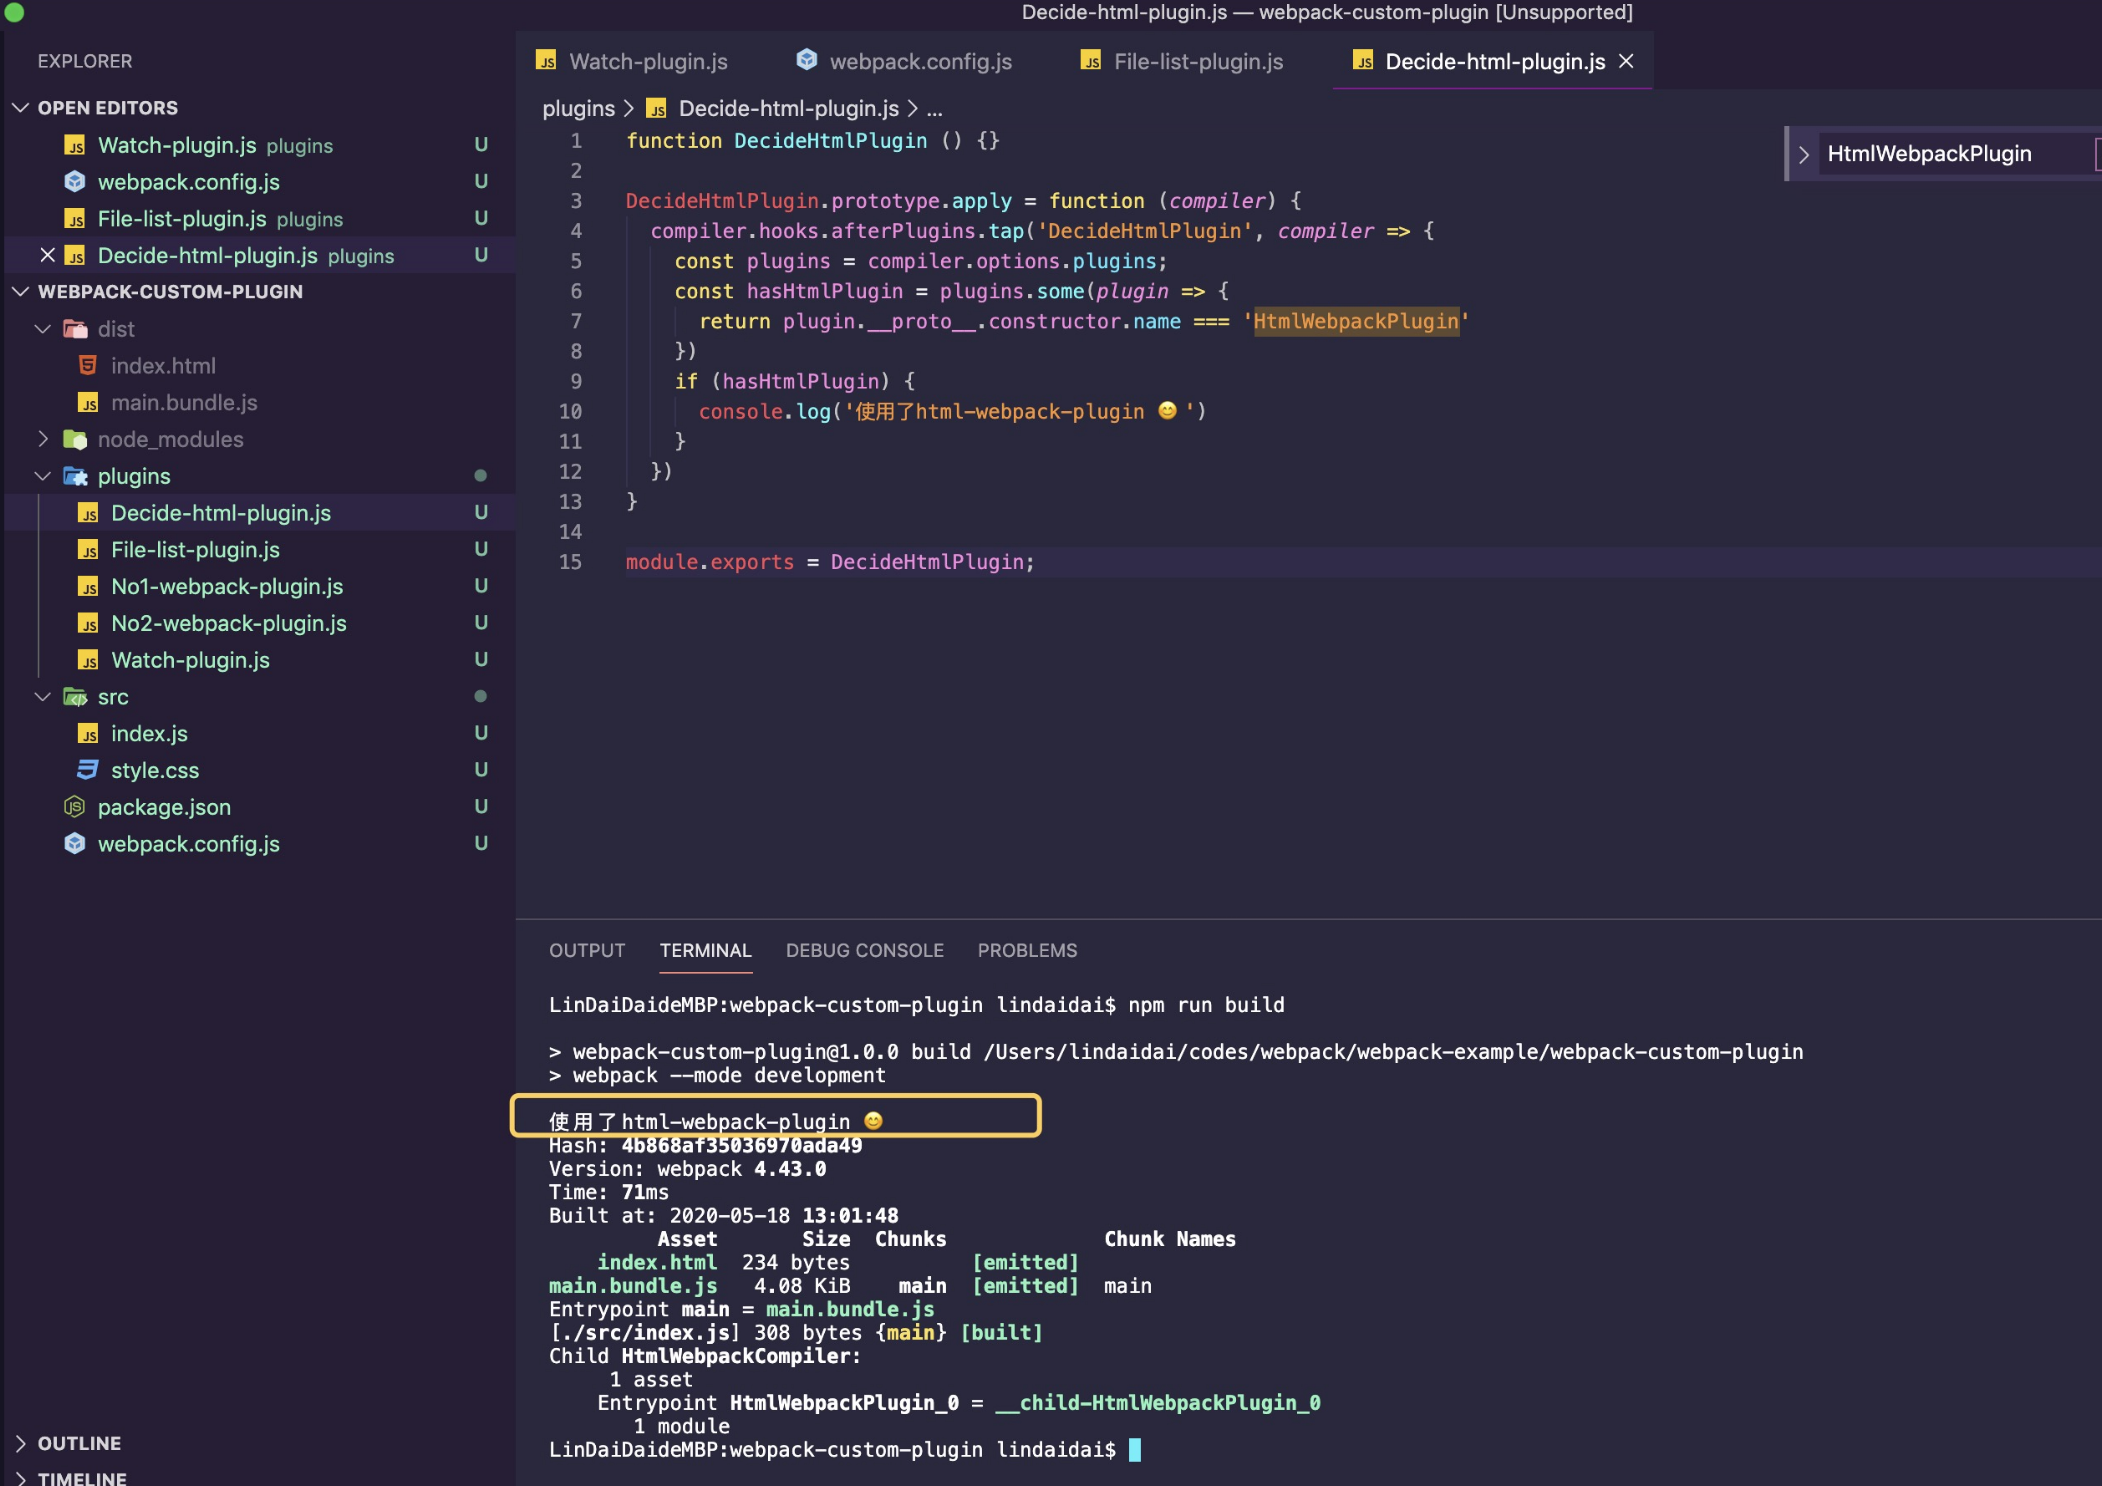 Decide-html-plugin.js — webpack-custom-plugin [Unsupported]
EXPLORER
OPEN EDITORS
Watch-plugin.js plugins U
webpack.config.js U
File-list-plugin.js plugins U
Decide-html-plugin.js plugins U
WEBPACK-CUSTOM-PLUGIN
dist
index.html
main.bundle.js
node_modules
plugins
Decide-html-plugin.js U
File-list-plugin.js U
No1-webpack-plugin.js U
No2-webpack-plugin.js U
Watch-plugin.js U
src
index.js U
style.css U
package.json U
webpack.config.js U
OUTLINE
TIMELINE
Watch-plugin.js webpack.config.js File-list-plugin.js Decide-html-plugin.js
plugins > Decide-html-plugin.js > ...
HtmlWebpackPlugin
1 function DecideHtmlPlugin () {}
2
3 DecideHtmlPlugin.prototype.apply = function (compiler) {
4 compiler.hooks.afterPlugins.tap('DecideHtmlPlugin', compiler => {
5 const plugins = compiler.options.plugins;
6 const hasHtmlPlugin = plugins.some(plugin => {
7 return plugin.__proto__.constructor.name === 'HtmlWebpackPlugin'
8 })
9 if (hasHtmlPlugin) {
10 console.log('使用了html-webpack-plugin 😊 ')
11 }
12 })
13 }
14
15 module.exports = DecideHtmlPlugin;
OUTPUT TERMINAL DEBUG CONSOLE PROBLEMS
LinDaiDaideMBP:webpack-custom-plugin lindaidai$ npm run build
> webpack-custom-plugin@1.0.0 build /Users/lindaidai/codes/webpack/webpack-example/webpack-custom-plugin
> webpack --mode development
使用了html-webpack-plugin 😊
Hash: 4b868af35036970ada49
Version: webpack 4.43.0
Time: 71ms
Built at: 2020-05-18 13:01:48
Asset Size Chunks Chunk Names
index.html 234 bytes [emitted]
main.bundle.js 4.08 KiB main [emitted] main
Entrypoint main = main.bundle.js
[./src/index.js] 308 bytes {main} [built]
Child HtmlWebpackCompiler:
1 asset
Entrypoint HtmlWebpackPlugin_0 = __child-HtmlWebpackPlugin_0
1 module
LinDaiDaideMBP:webpack-custom-plugin lindaidai$